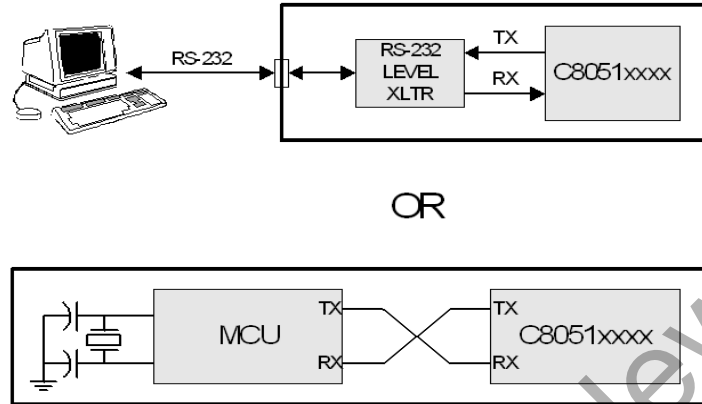 RS-232
RS-232
LEVEL
XLTR
TX
RX
C8051xxxx
OR
MCU
TX
RX
TX
RX
C8051xxxx